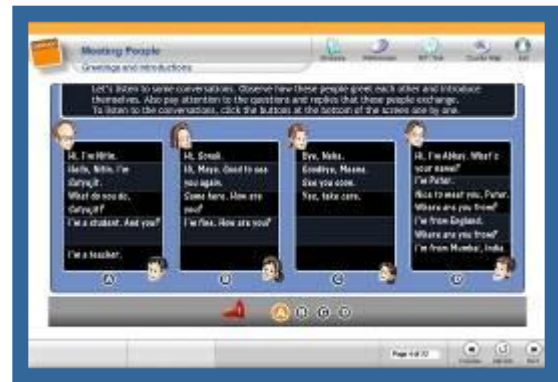 Meeting People
Greetings and Introductions
Let's listen to some conversations. Observe how these people greet each other and introduce
themselves. Also pay attention to the questions and replies that these people exchange.
To listen to the conversations, click the buttons at the bottom of the screen one by one.
Hi, I'm Nitin.
Hello, Nitin. I'm
Satyajit.
What do you do,
Satyajit?
I'm a student. And you?
I'm a teacher.
A
Hi, Sonali.
Hi, Maya. Good to see
you again.
Same here. How are
you?
I'm fine. How are you?
B
Bye, Neha.
Goodbye, Meena.
See you soon.
Yes, take care.
C
Hi, I'm Abhay. What's
your name?
I'm Peter.
Nice to meet you, Peter.
Where are you from?
I'm from England.
Where are you from?
I'm from Mumbai, India.
D
A B C D